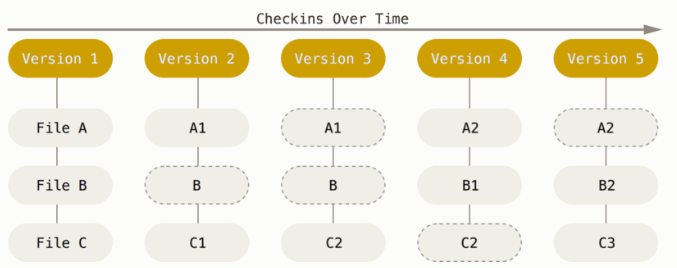 Checkins Over Time
Version 1 Version 2 Version 3 Version 4 Version 5
File A A1 A1 A2 A2
File B B B B1 B2
File C C1 C2 C2 C3